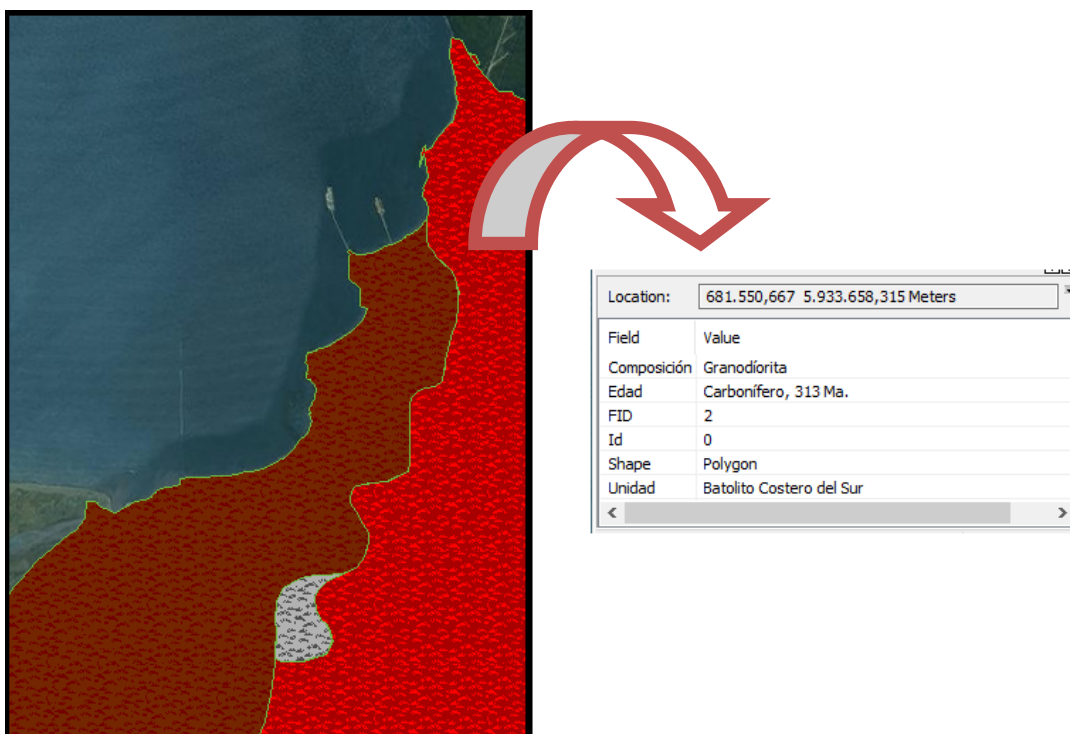 Location: 681.550,667 5.933.658,315 Meters
Field Value
Composición Granodíorita
Edad Carbonífero, 313 Ma.
FID 2
Id 0
Shape Polygon
Unidad Batolito Costero del Sur